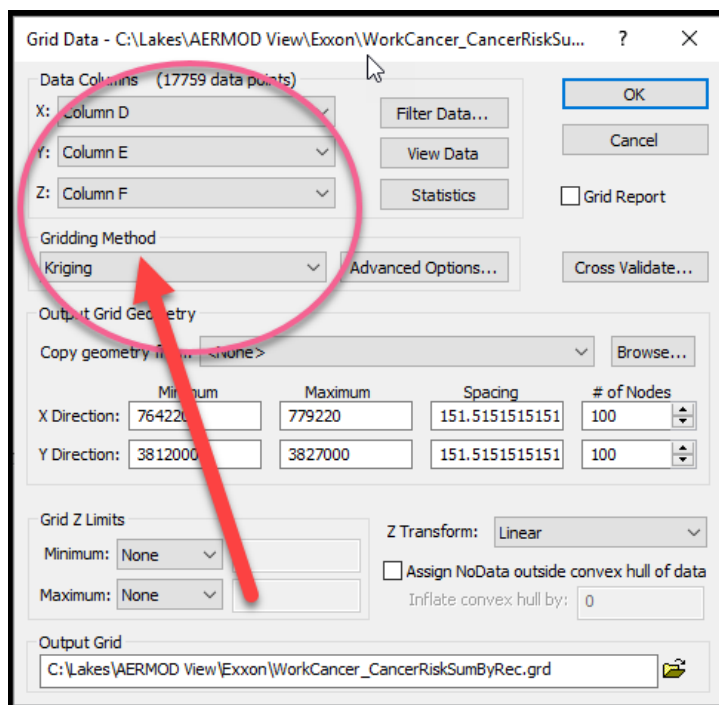 Grid Data - C:\Lakes\AERMOD View\Exxon\WorkCancer_CancerRiskSu... ? ×
Data Columns (17759 data points)
OK
X: Column D
Filter Data...
Y: Column E
View Data
Cancel
Z: Column F
Statistics
Grid Report
Gridding Method
Kriging
Advanced Options...
Cross Validate...
Output Grid Geometry
Copy geometry <None>
Browse...
Minimum Maximum Spacing # of Nodes
X Direction: 764220 779220 151.5151515151 100
Y Direction: 3812000 3827000 151.5151515151 100
Grid Z Limits
Z Transform: Linear
Minimum: None
Assign NoData outside convex hull of data
Maximum: None
Inflate convex hull by: 0
Output Grid
C:\Lakes\AERMOD View\Exxon\WorkCancer_CancerRiskSumByRec.grd